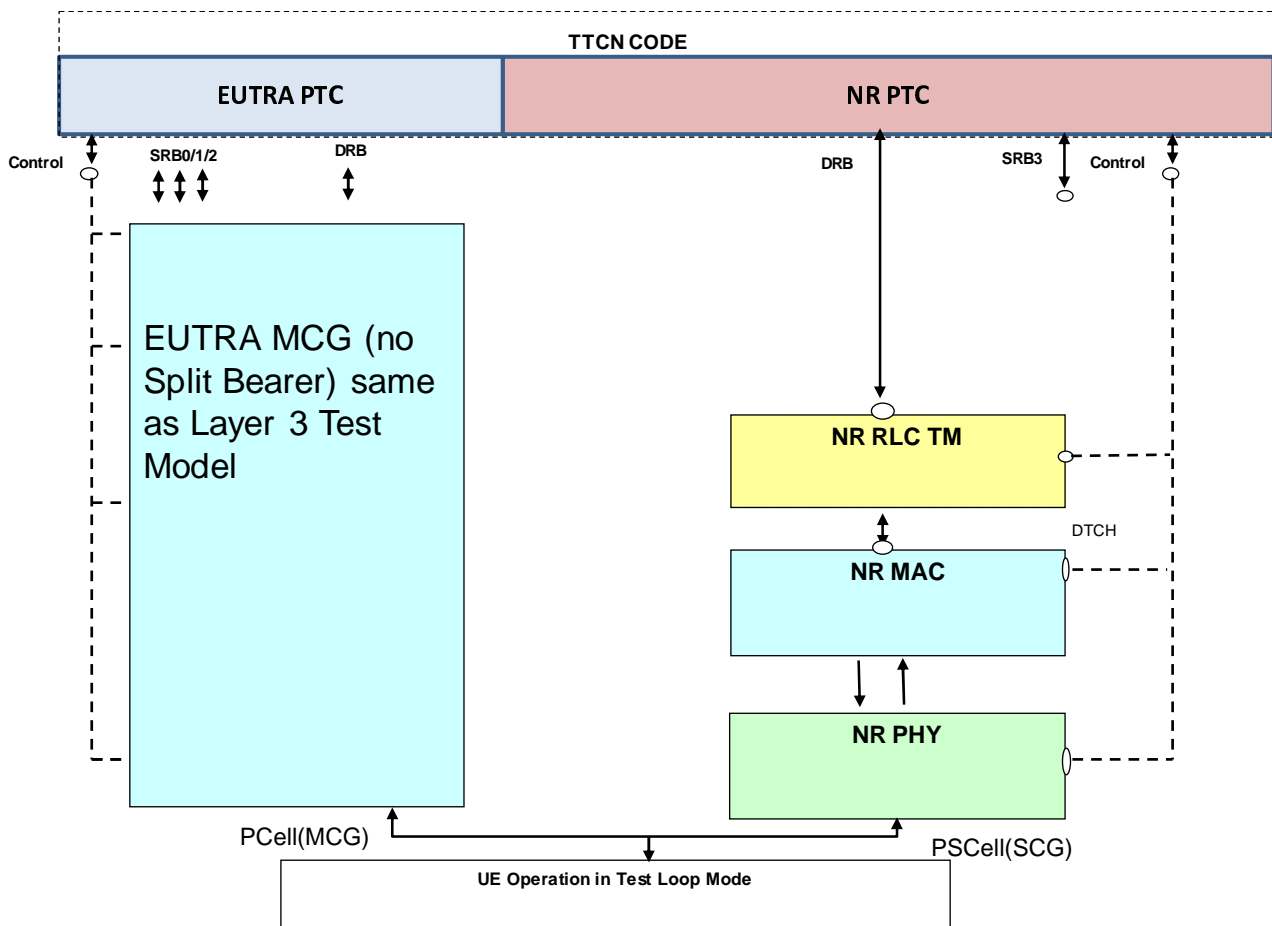 TTCN CODE
EUTRA PTC
NR PTC
Control
SRB0/1/2
DRB
DRB
SRB3
Control
EUTRA MCG (no
Split Bearer) same
as Layer 3 Test
Model
NR RLC TM
DTCH
NR MAC
NR PHY
PCell(MCG)
PSCell(SCG)
UE Operation in Test Loop Mode